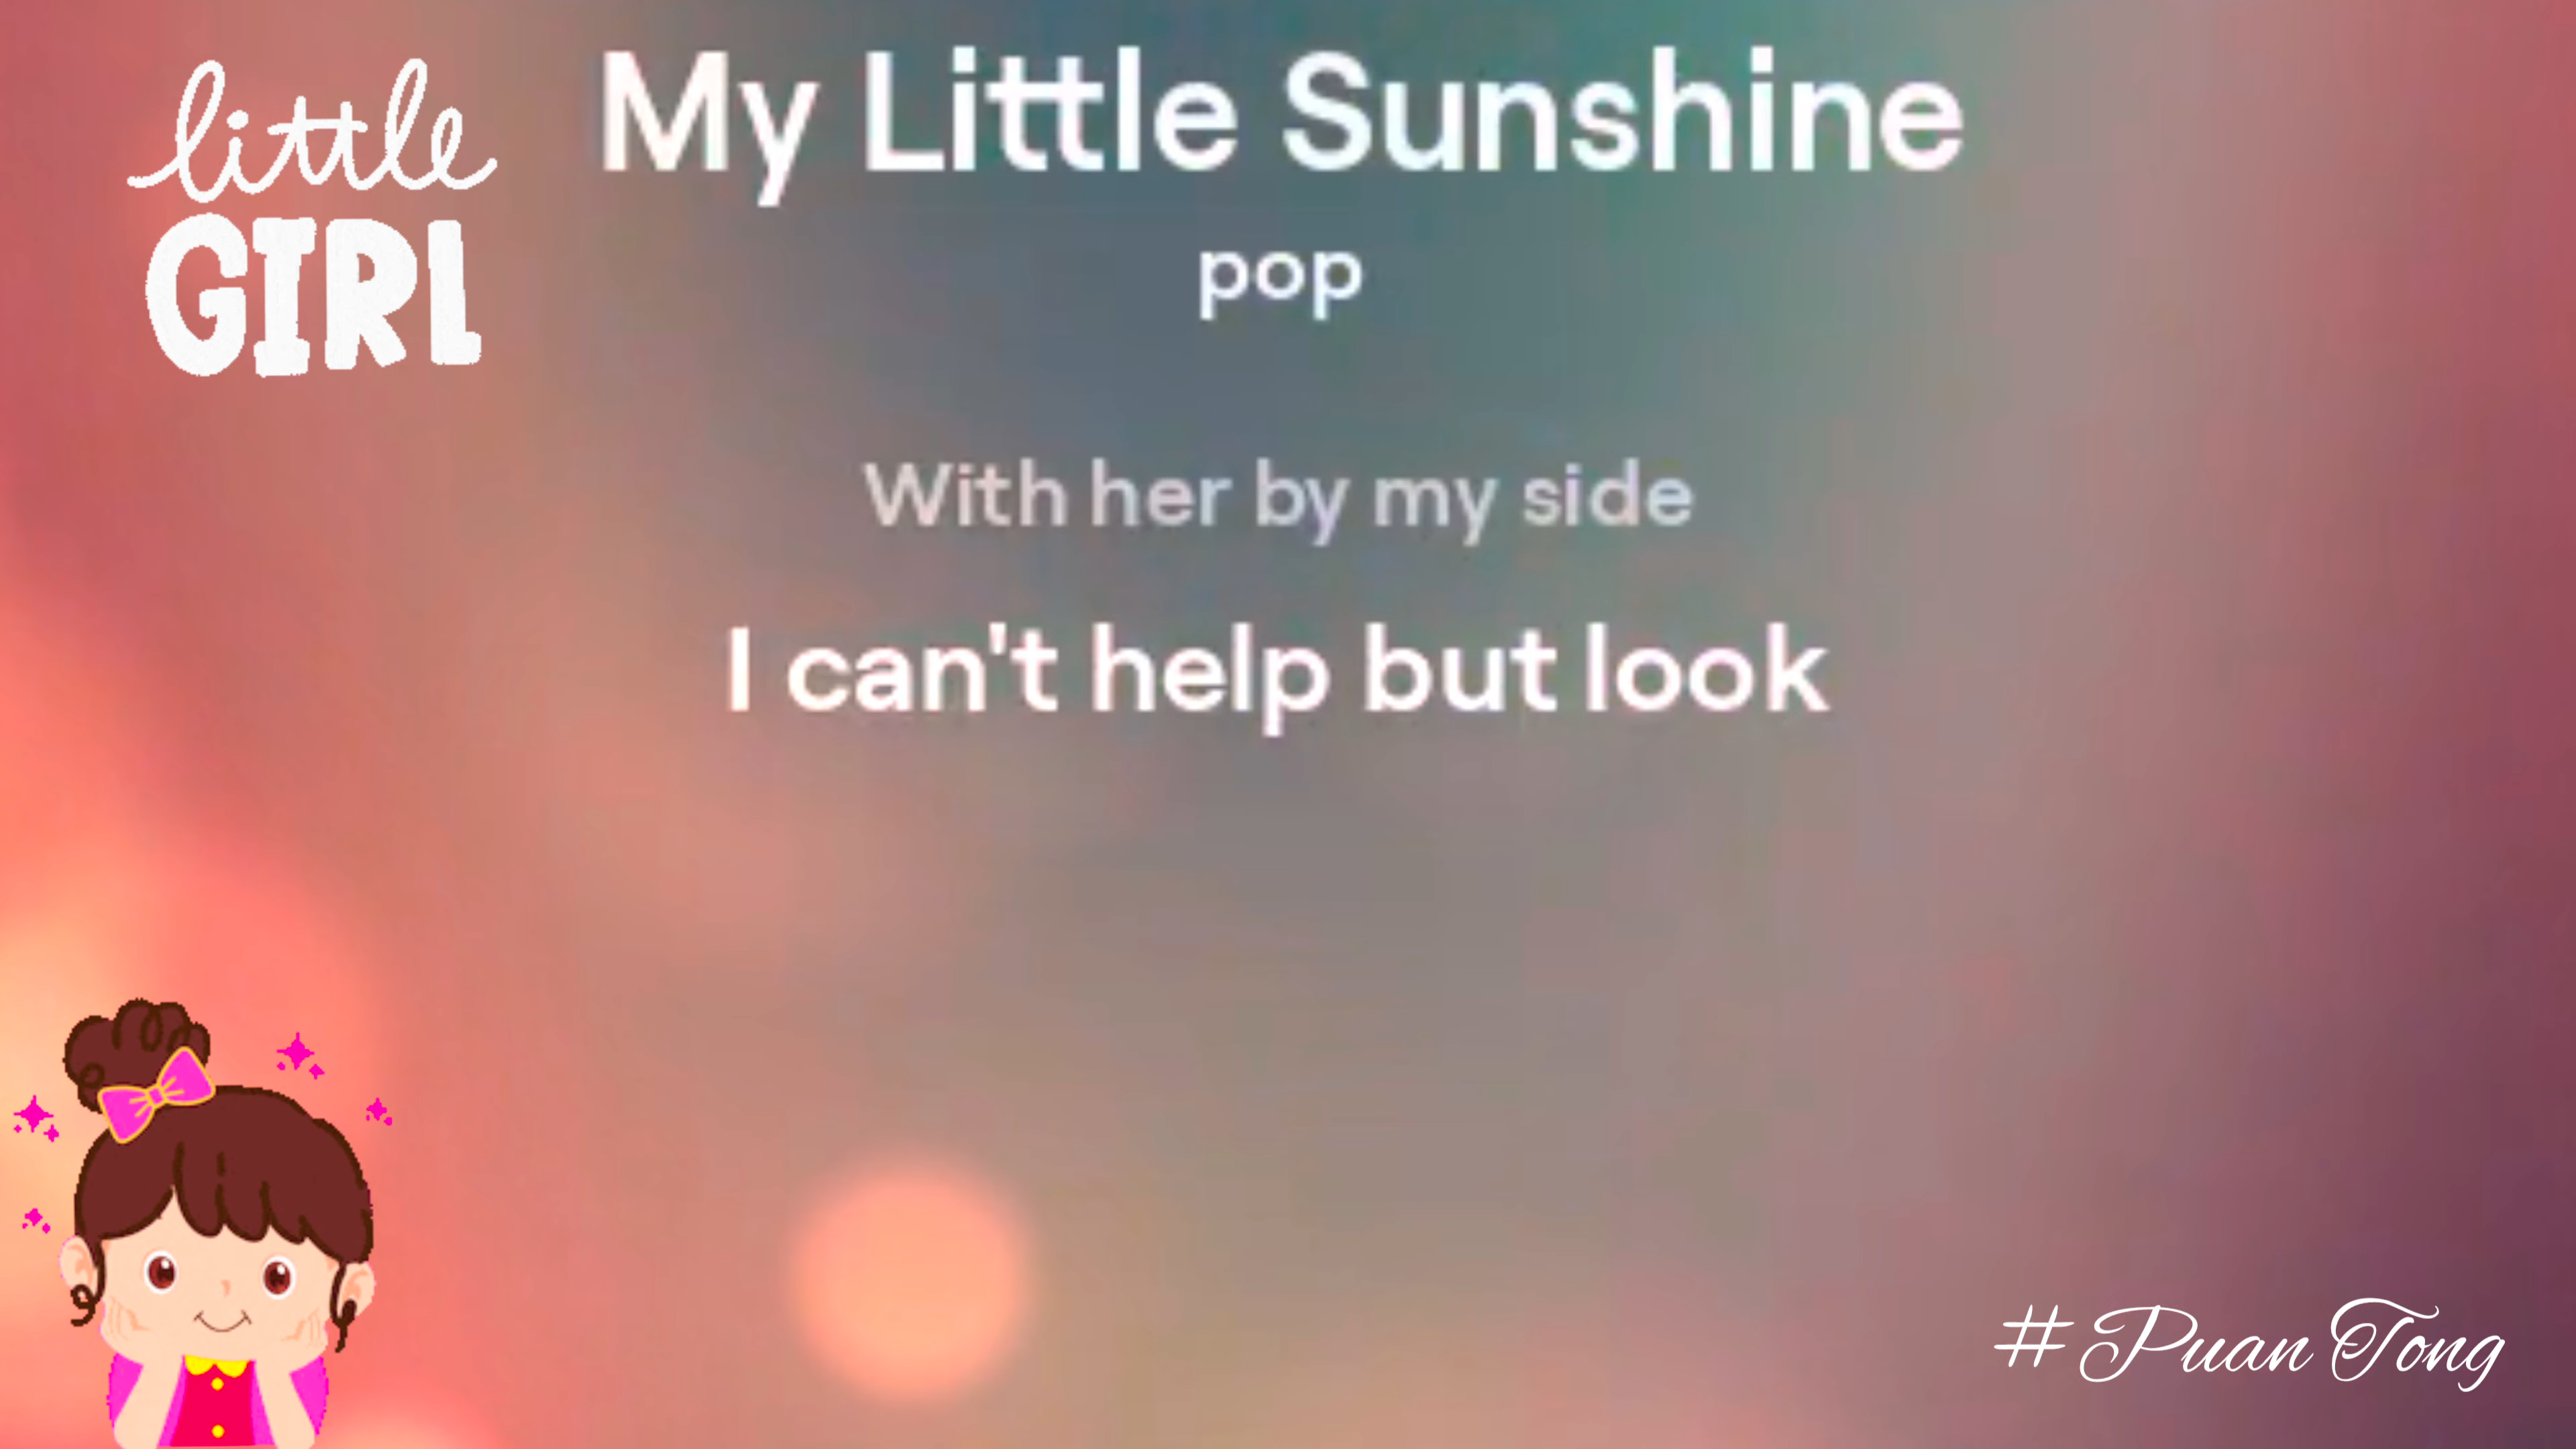 little
GIRL
My Little Sunshine
pop
With her by my side
I can't help but look
# Puan Tong